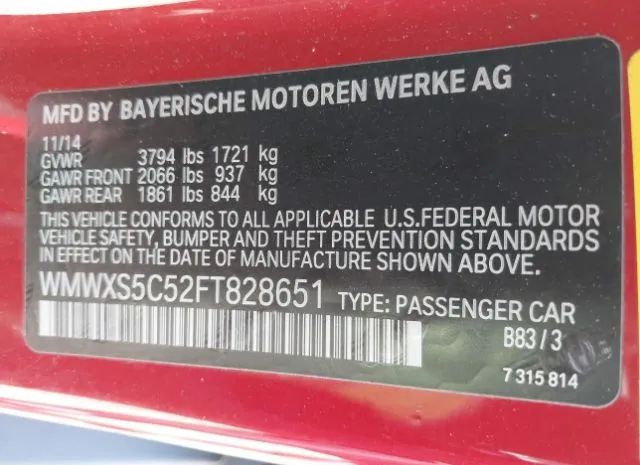 MFD BY BAYERISCHE MOTOREN WERKE AG
11/14
GVWR 3794 lbs 1721 kg
GAWR FRONT 2066 lbs 937 kg
GAWR REAR 1861 lbs 844 kg
THIS VEHICLE CONFORMS TO ALL APPLICABLE U.S.FEDERAL MOTOR
VEHICLE SAFETY, BUMPER AND THEFT PREVENTION STANDARDS
IN EFFECT ON THE DATE OF MANUFACTURE SHOWN ABOVE.
WMWXS5C52FT828651 TYPE: PASSENGER CAR
B83/3
7 315 814